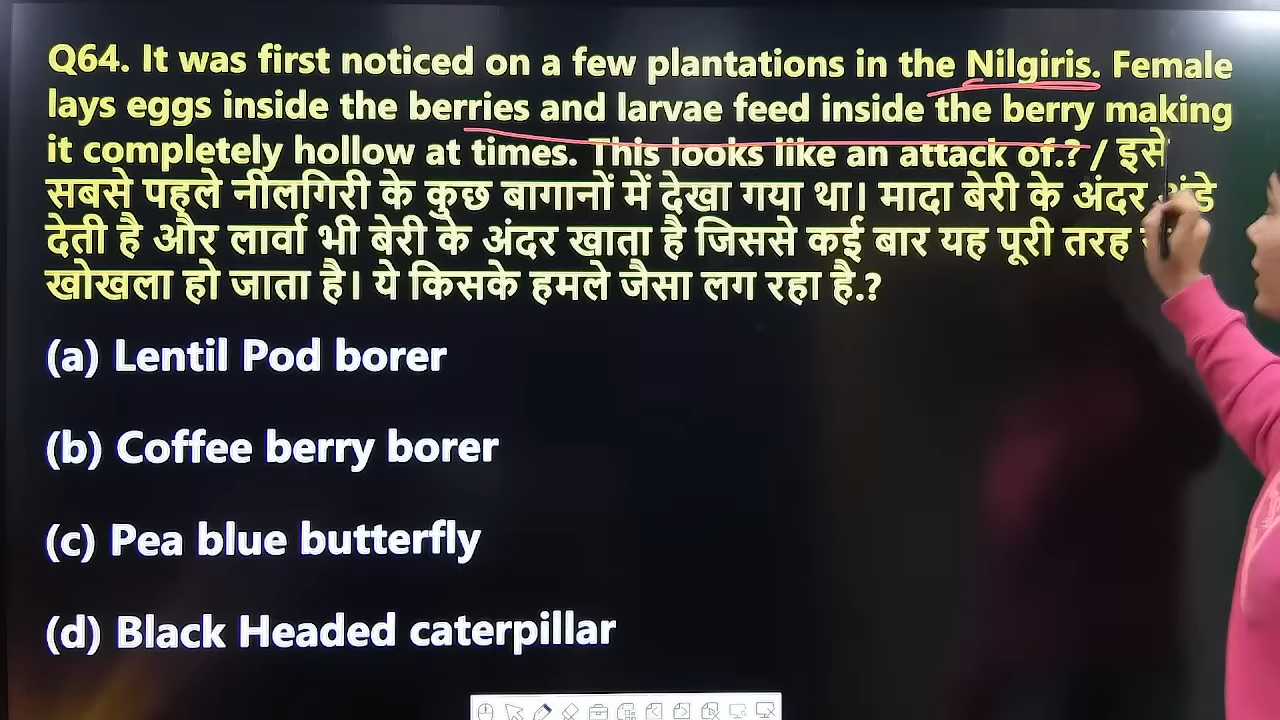 Q64. It was first noticed on a few plantations in the Nilgiris. Female
lays eggs inside the berries and larvae feed inside the berry making
it completely hollow at times. This looks like an attack of.? / इसे
सबसे पहले नीलगिरी के कुछ बागानों में देखा गया था। मादा बेरी के अंदर अंडे
देती है और लार्वा भी बेरी के अंदर खाता है जिससे कई बार यह पूरी तरह
खोखला हो जाता है। ये किसके हमले जैसा लग रहा है.?
(a) Lentil Pod borer
(b) Coffee berry borer
(c) Pea blue butterfly
(d) Black Headed caterpillar